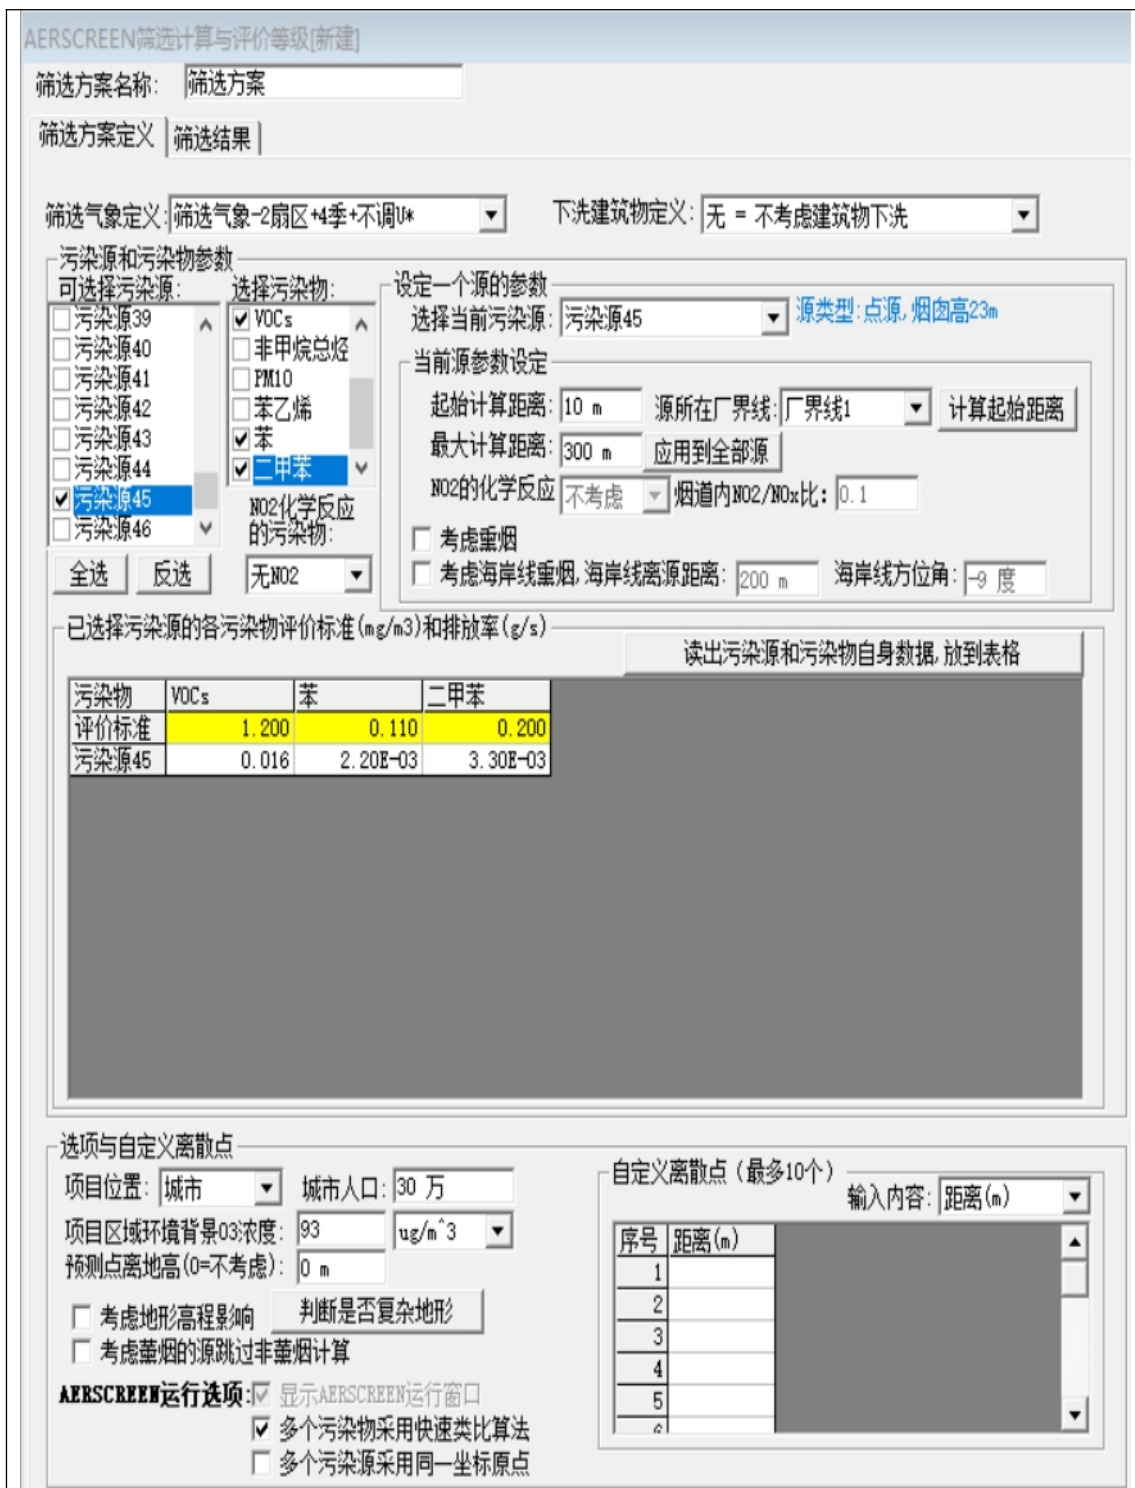 AERSCREEN筛选计算与评价等级[新建]
筛选方案名称: 筛选方案
筛选方案定义 筛选结果
筛选气象定义: 筛选气象-2扇区+4季+不调U* 下洗建筑物定义: 无 = 不考虑建筑物下洗
污染源和污染物参数
可选择污染源:
污染源39
污染源40
污染源41
污染源42
污染源43
污染源44
污染源45
污染源46
全选 反选
选择污染物:
VOCs
非甲烷总烃
PM10
苯乙烯
苯
二甲苯
NO2化学反应
的污染物:
无NO2
设定一个源的参数
选择当前污染源: 污染源45 源类型:点源,烟囱高23m
当前源参数设定
起始计算距离: 10 m 源所在厂界线: 厂界线1 计算起始距离
最大计算距离: 300 m 应用到全部源
NO2的化学反应 不考虑 烟道内NO2/NOx比: 0.1
考虑重烟
考虑海岸线重烟,海岸线离源距离: 200 m 海岸线方位角: -9 度
已选择污染源的各污染物评价标准(mg/m3)和排放率(g/s)
读出污染源和污染物自身数据,放到表格
污染物 VOCs 苯 二甲苯
评价标准 1.200 0.110 0.200
污染源45 0.016 2.20E-03 3.30E-03
选项与自定义离散点
项目位置: 城市 城市人口: 30 万
项目区域环境背景O3浓度: 93 ug/m^3
预测点离地高(0=不考虑): 0 m
考虑地形高程影响 判断是否复杂地形
考虑薰烟的源跳过非薰烟计算
AERSCREEN运行选项: 显示AERSCREEN运行窗口
多个污染物采用快速类比算法
多个污染源采用同一坐标原点
自定义离散点（最多10个）
输入内容: 距离(m)
序号 距离(m)
1
2
3
4
5
6